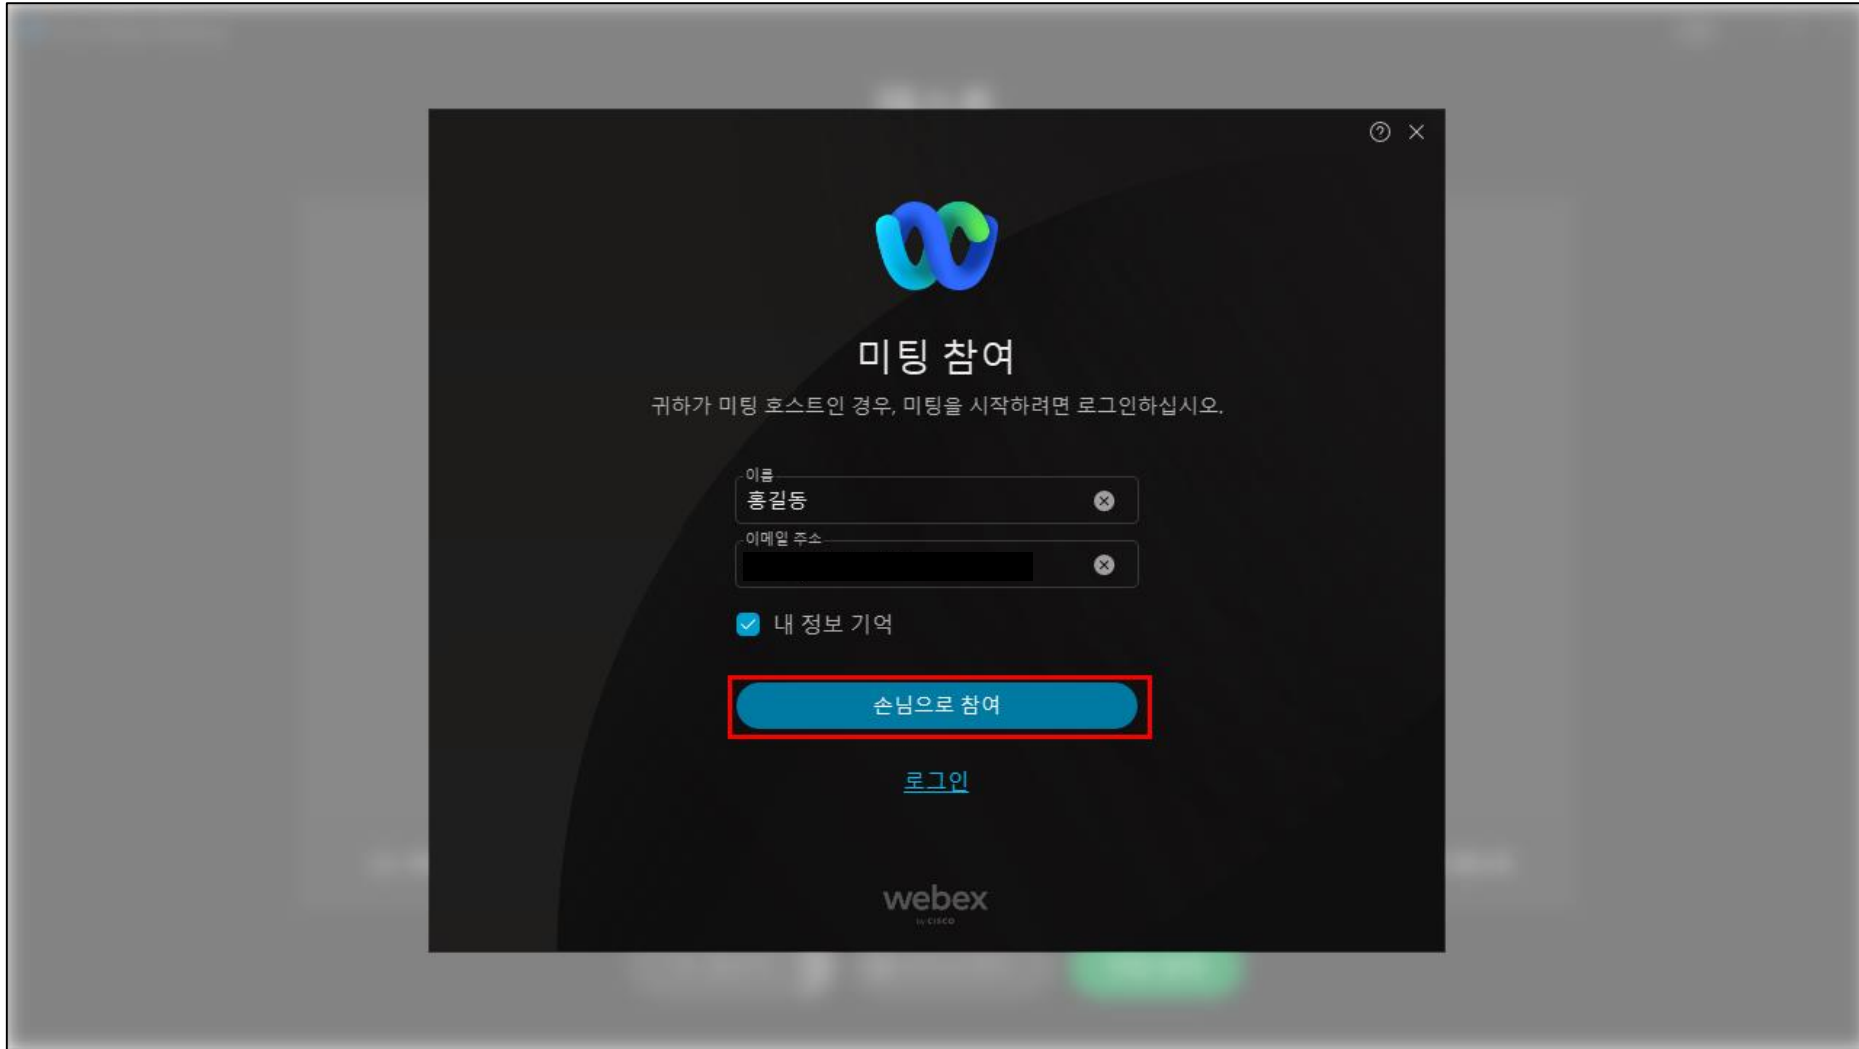 미팅 참여
귀하가 미팅 호스트인 경우, 미팅을 시작하려면 로그인하십시오.
이름
홍길동
이메일 주소
내 정보 기억
손님으로 참여
로그인
webex
by CISCO